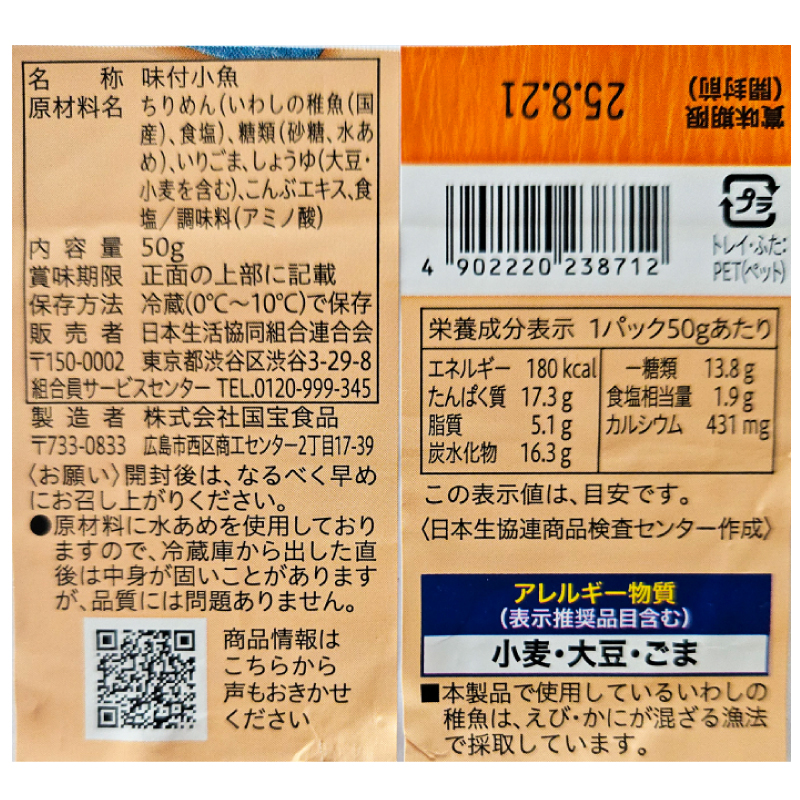 名称 味付小魚
原材料名 ちりめん(いわしの稚魚(国
産)、食塩)、糖類(砂糖、水あ
め)、いりごま、しょうゆ(大豆・
小麦を含む)、こんぶエキス、食
塩/調味料(アミノ酸)
内容量 50g
賞味期限 正面の上部に記載
保存方法 冷蔵(0℃～10℃)で保存
販売者 日本生活協同組合連合会
〒150-0002 東京都渋谷区渋谷3-29-8
組合員サービスセンター TEL.0120-999-345
製造者 株式会社国宝食品
〒733-0833 広島市西区商工センター2丁目17-39
〈お願い〉開封後は、なるべく早め
にお召し上がりください。
●原材料に水あめを使用しており
ますので、冷蔵庫から出した直
後は中身が固いことがあります
が、品質には問題ありません。
商品情報は
こちらから
声もおきかせ
ください
賞味期限
(開封前)
25.8.21
プラ
トレイ・ふた:
PET(ペット)
4 902220 238712
栄養成分表示 1パック50gあたり
エネルギー 180 kcal
たんぱく質 17.3 g
脂質 5.1 g
炭水化物 16.3 g
ー糖類 13.8 g
食塩相当量 1.9 g
カルシウム 431 mg
この表示値は、目安です。
〈日本生協連商品検査センター作成〉
アレルギー物質
(表示推奨品目含む)
小麦・大豆・ごま
■本製品で使用しているいわしの
稚魚は、えび・かにが混ざる漁法
で採取しています。